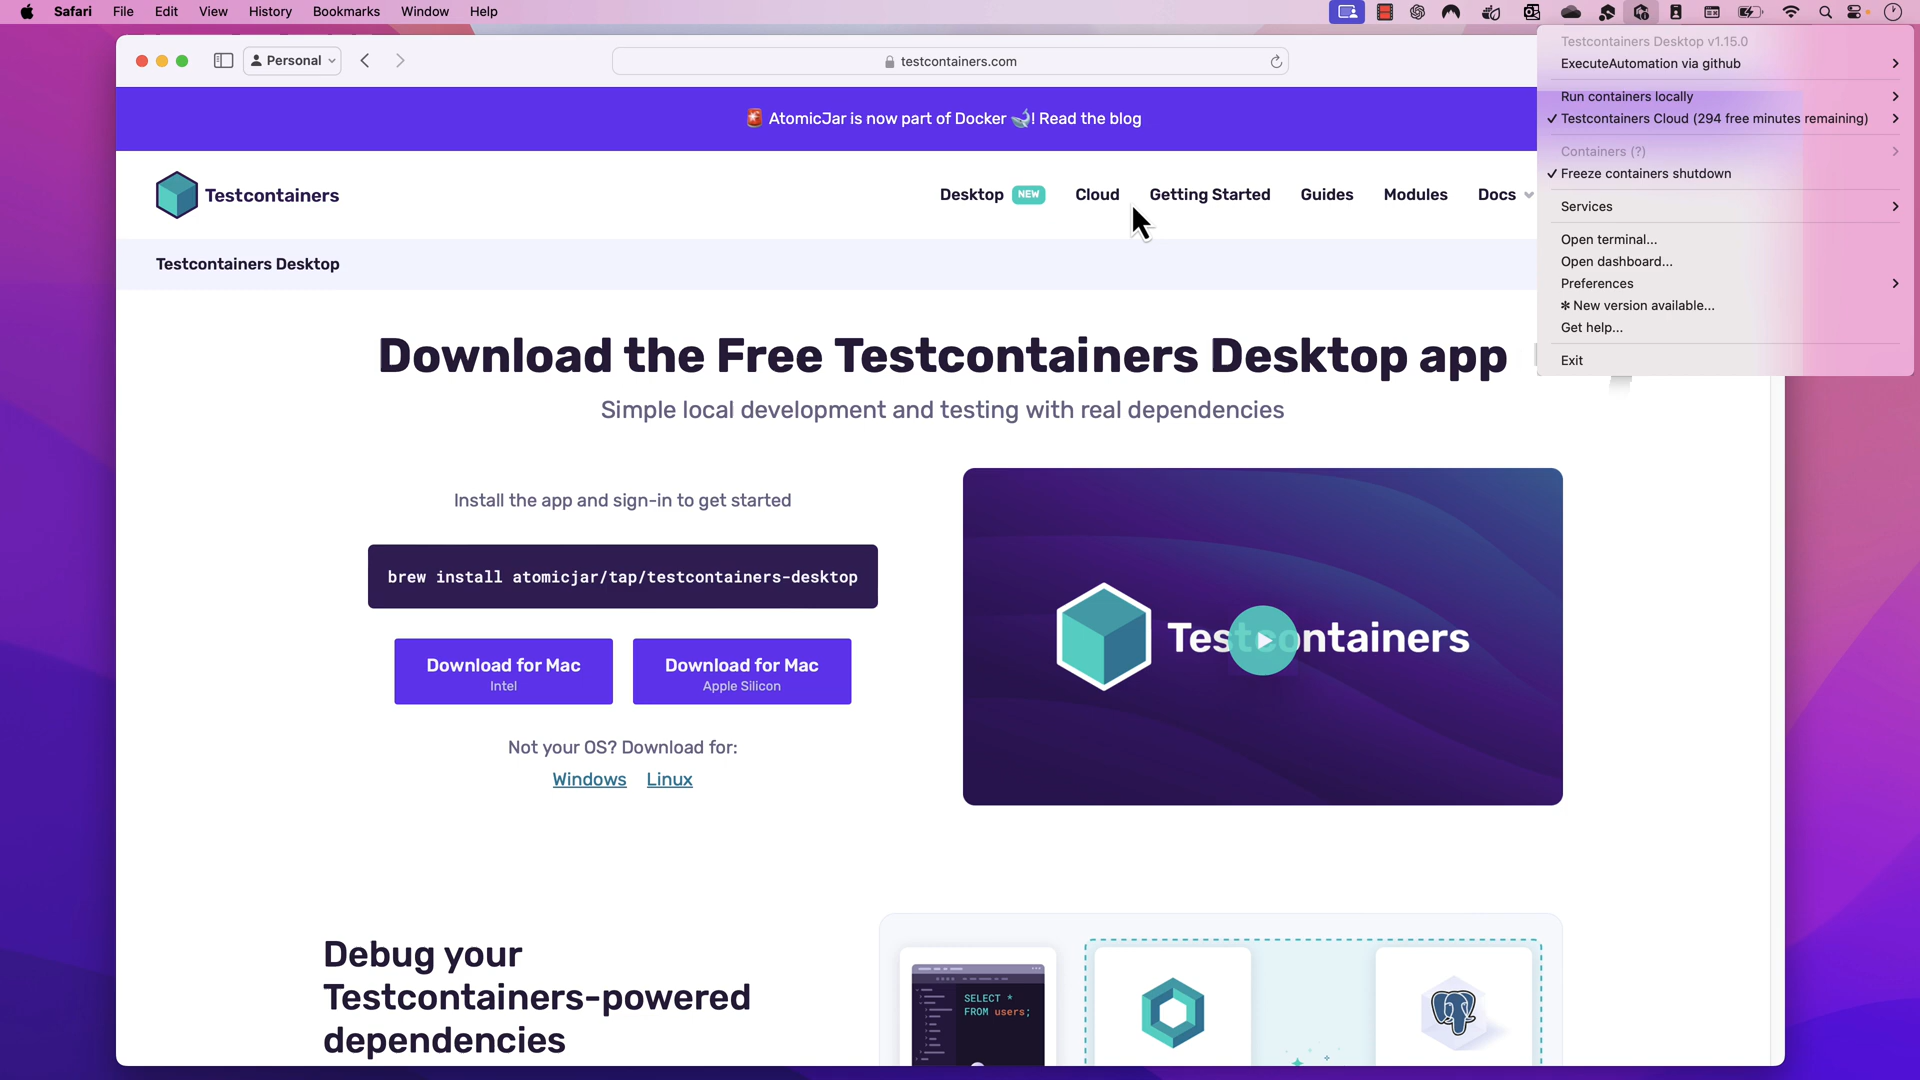 Safari File Edit View History Bookmarks Window Help
Personal
testcontainers.com
🚨 AtomicJar is now part of Docker 🐋! Read the blog
Testcontainers
Desktop NEW Cloud Getting Started Guides Modules Docs
Testcontainers Desktop
Download the Free Testcontainers Desktop app
Simple local development and testing with real dependencies
Install the app and sign-in to get started
brew install atomicjar/tap/testcontainers-desktop
Download for Mac
Intel
Download for Mac
Apple Silicon
Not your OS? Download for:
Windows Linux
Testcontainers
Debug your
Testcontainers-powered
dependencies
SELECT *
FROM users;
Testcontainers Desktop v1.15.0
ExecuteAutomation via github
Run containers locally
✓ Testcontainers Cloud (294 free minutes remaining)
Containers (?)
✓ Freeze containers shutdown
Services
Open terminal...
Open dashboard...
Preferences
✻ New version available...
Get help...
Exit